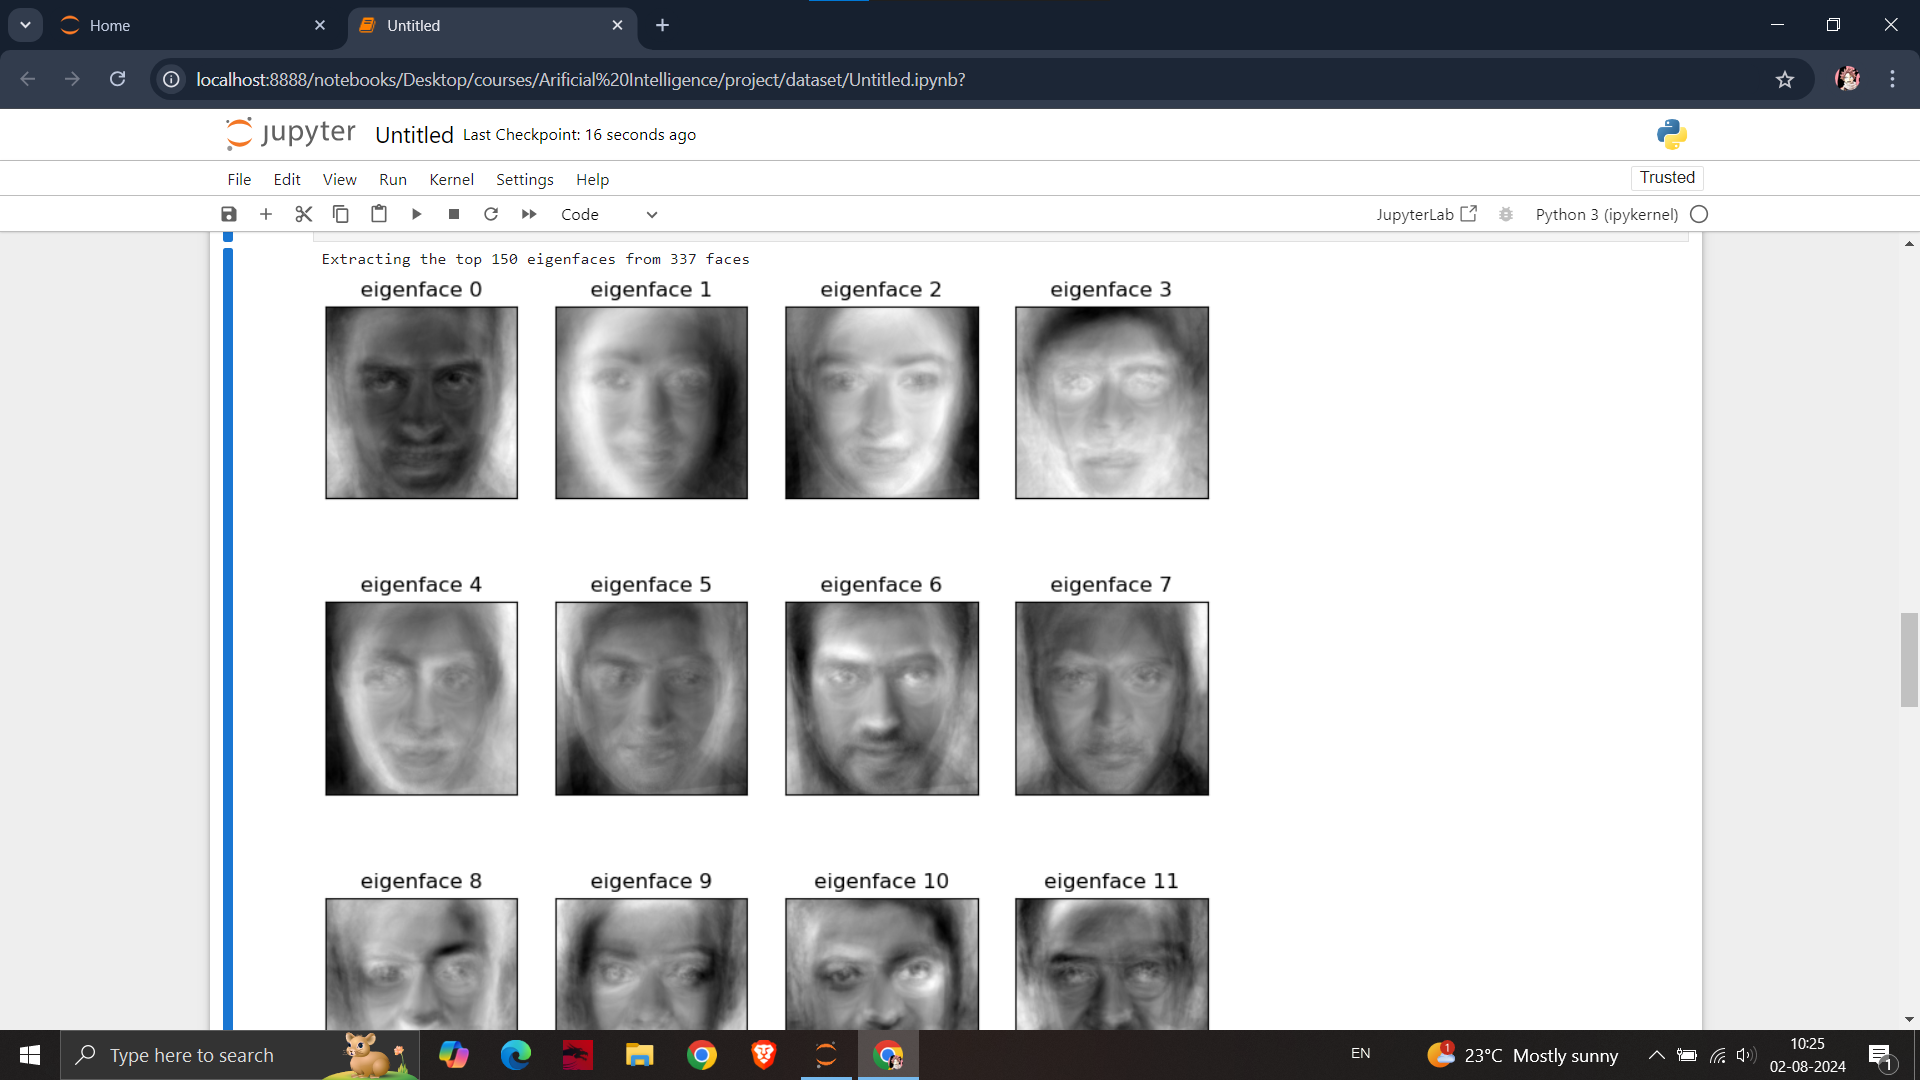 Home
Untitled
localhost:8888/notebooks/Desktop/courses/Arificial%20Intelligence/project/dataset/Untitled.ipynb?
jupyter Untitled Last Checkpoint: 16 seconds ago
File Edit View Run Kernel Settings Help
Trusted
Code
JupyterLab
Python 3 (ipykernel)
Extracting the top 150 eigenfaces from 337 faces
eigenface 0 eigenface 1 eigenface 2 eigenface 3
eigenface 4 eigenface 5 eigenface 6 eigenface 7
eigenface 8 eigenface 9 eigenface 10 eigenface 11
Type here to search
EN
1
23°C Mostly sunny
10:25
02-08-2024
1